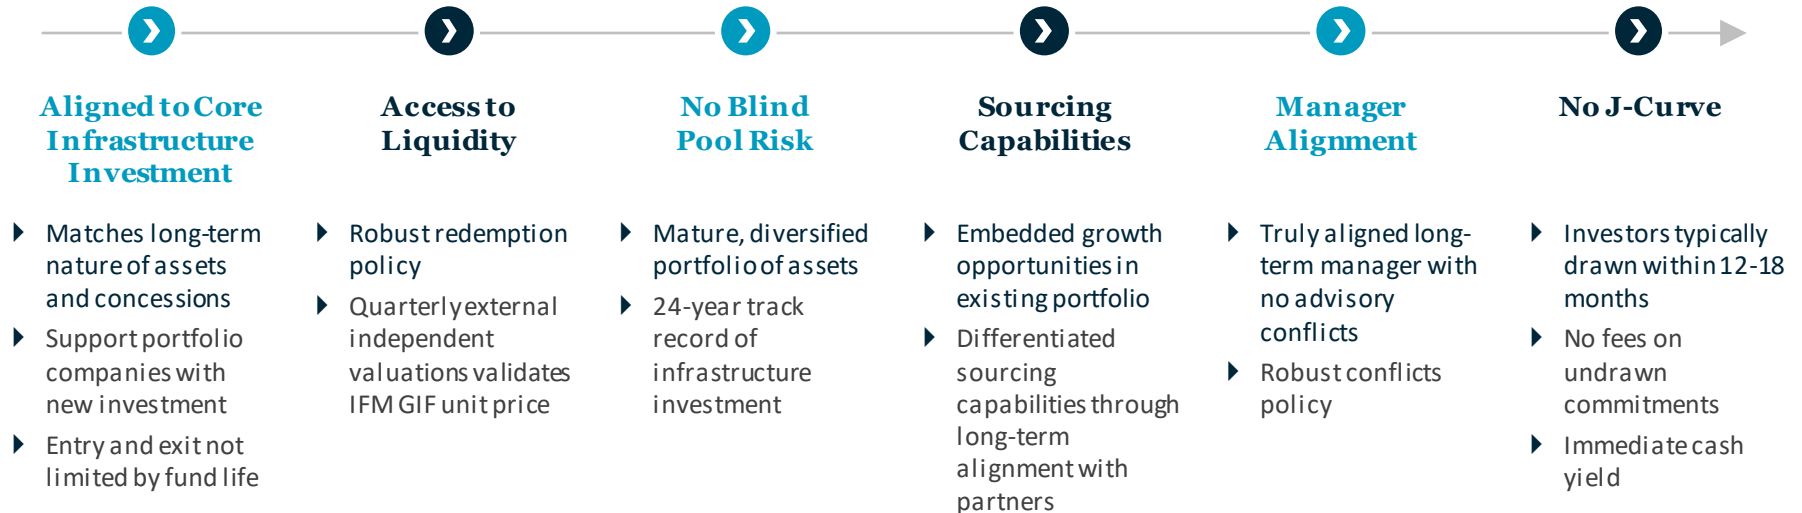 Aligned to Core
Infrastructure
Investment
Matches long-term
nature of assets
and concessions
Support portfolio
companies with
new investment
Entry and exit not
limited by fund life
Access to
Liquidity
Robust redemption
policy
Quarterly external
independent
valuations validates
IFM GIF unit price
No Blind
Pool Risk
Mature, diversified
portfolio of assets
24-year track
record of
infrastructure
investment
Sourcing
Capabilities
Embedded growth
opportunities in
existing portfolio
Differentiated
sourcing
capabilities through
long-term
alignment with
partners
Manager
Alignment
Truly aligned long-
term manager with
no advisory
conflicts
Robust conflicts
policy
No J-Curve
Investors typically
drawn within 12-18
months
No fees on
undrawn
commitments
Immediate cash
yield